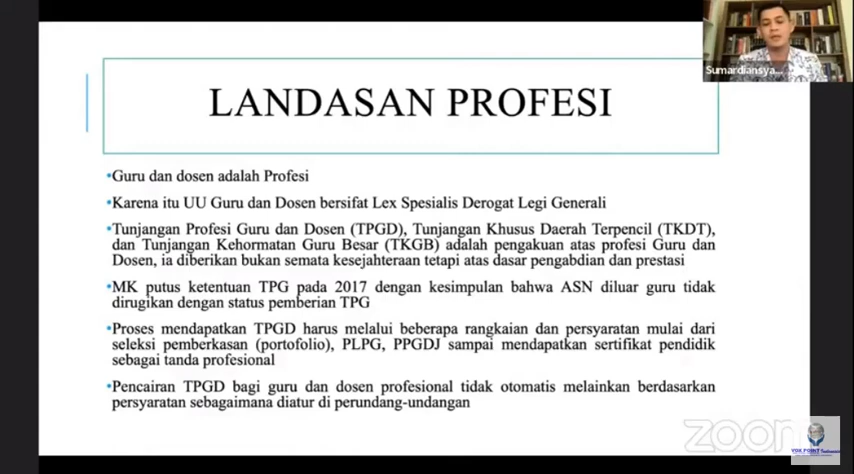 Sumardiansya...
LANDASAN PROFESI
•Guru dan dosen adalah Profesi
•Karena itu UU Guru dan Dosen bersifat Lex Spesialis Derogat Legi Generali
•Tunjangan Profesi Guru dan Dosen (TPGD), Tunjangan Khusus Daerah Terpencil (TKDT),
dan Tunjangan Kehormatan Guru Besar (TKGB) adalah pengakuan atas profesi Guru dan
Dosen, ia diberikan bukan semata kesejahteraan tetapi atas dasar pengabdian dan prestasi
•MK putus ketentuan TPG pada 2017 dengan kesimpulan bahwa ASN diluar guru tidak
dirugikan dengan status pemberian TPG
•Proses mendapatkan TPGD harus melalui beberapa rangkaian dan persyaratan mulai dari
seleksi pemberkasan (portofolio), PLPG, PPGDJ sampai mendapatkan sertifikat pendidik
sebagai tanda profesional
•Pencairan TPGD bagi guru dan dosen profesional tidak otomatis melainkan berdasarkan
persyaratan sebagaimana diatur di perundang-undangan
zoom
VOX POINT